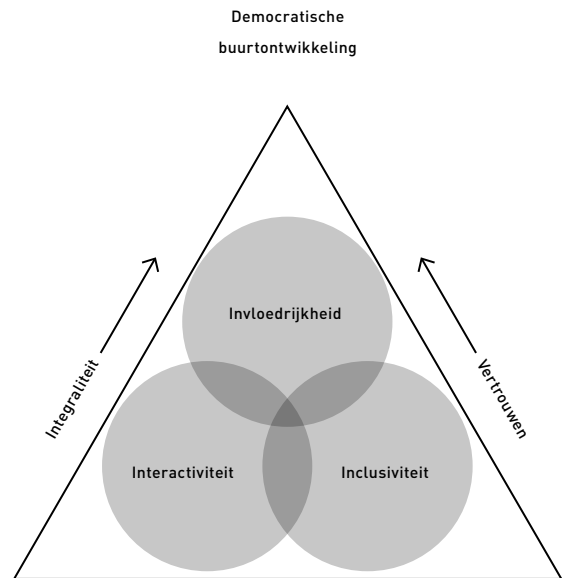 Democratische
buurtontwikkeling
Invloedrijkheid
Integraliteit
Vertrouwen
Interactiviteit
Inclusiviteit